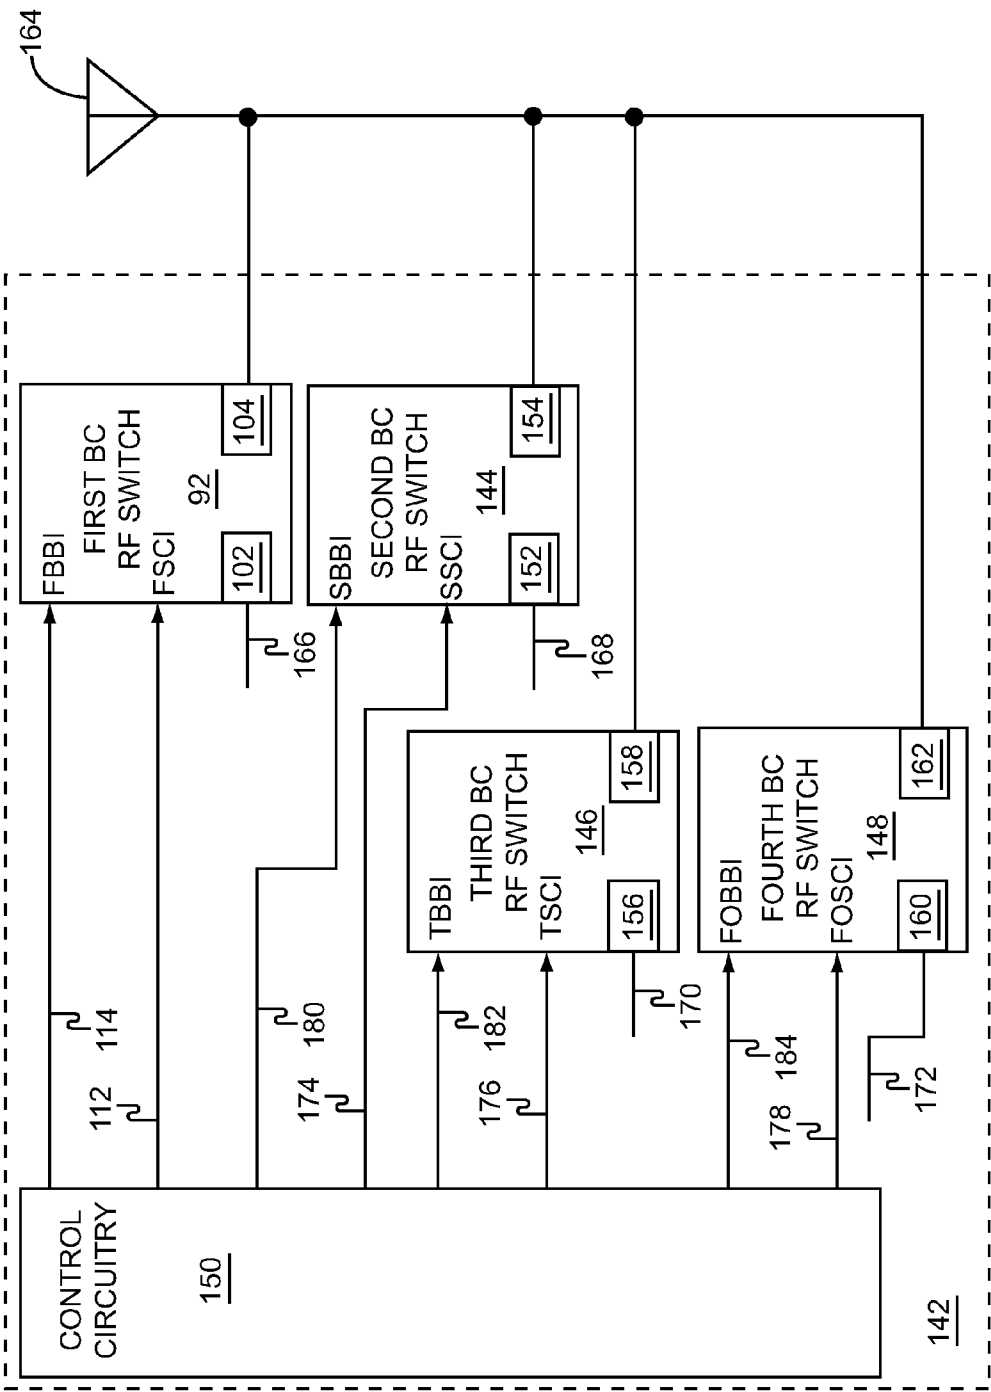 CONTROL
CIRCUITRY
150
142
114
112
180
174
182
176
184
178
172
170
168
166
FBBI
FIRST BC
RF SWITCH
FSCI
92
102
104
SBBI
SECOND BC
RF SWITCH
SSCI
144
152
154
TBBI
THIRD BC
RF SWITCH
TSCI
146
156
158
FOBBI
FOURTH BC
RF SWITCH
FOSCI
148
160
162
164